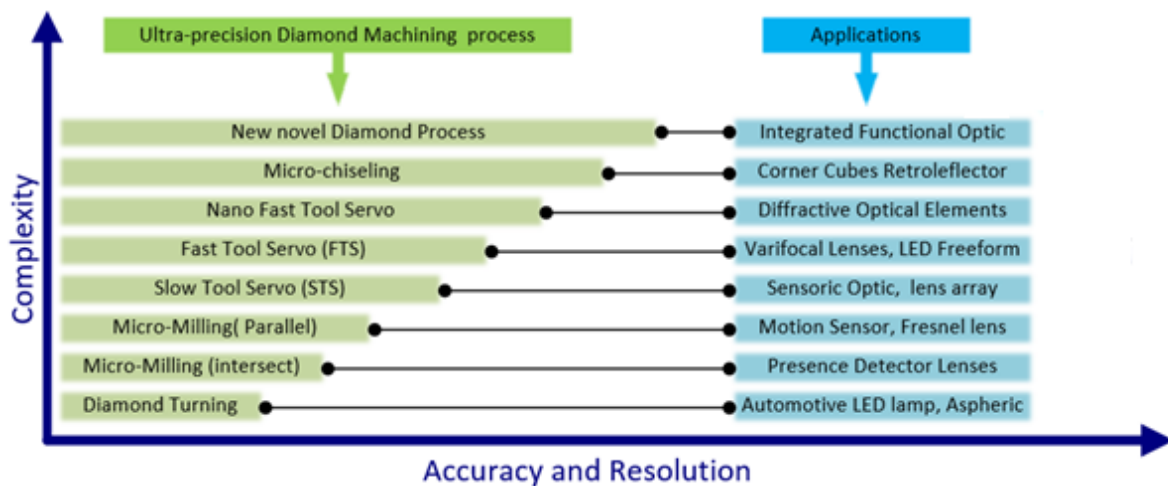 Ultra-precision Diamond Machining process
Applications
New novel Diamond Process
Integrated Functional Optic
Micro-chiseling
Corner Cubes Retroleflector
Nano Fast Tool Servo
Diffractive Optical Elements
Fast Tool Servo (FTS)
Varifocal Lenses, LED Freeform
Slow Tool Servo (STS)
Sensoric Optic, lens array
Micro-Milling( Parallel)
Motion Sensor, Fresnel lens
Micro-Milling (intersect)
Presence Detector Lenses
Diamond Turning
Automotive LED lamp, Aspheric
Complexity
Accuracy and Resolution